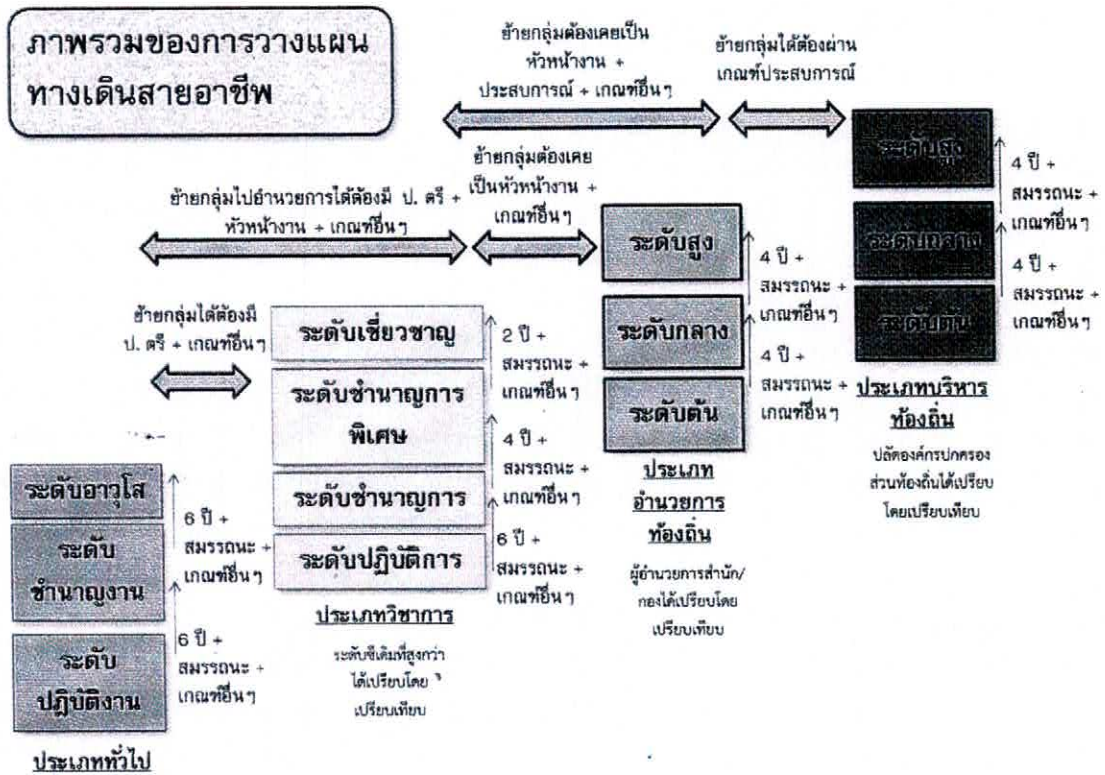 ภาพรวมของการวางแผน
ทางเดินสายอาชีพ
ย้ายกลุ่มต้องเคยเป็น
หัวหน้างาน +
ประสบการณ์ + เกณฑ์อื่นๆ
ย้ายกลุ่มได้ต้องผ่าน
เกณฑ์ประสบการณ์
ย้ายกลุ่มไปอำนวยการได้ต้องมี ป. ตรี +
หัวหน้างาน + เกณฑ์อื่นๆ
ย้ายกลุ่มต้องเคย
เป็นหัวหน้างาน +
เกณฑ์อื่นๆ
ย้ายกลุ่มได้ต้องมี
ป. ตรี + เกณฑ์อื่นๆ
ระดับอาวุโส
ระดับ
ชำนาญงาน
ระดับ
ปฏิบัติงาน
6 ปี +
สมรรถนะ +
เกณฑ์อื่นๆ
6 ปี +
สมรรถนะ +
เกณฑ์อื่นๆ
ประเภททั่วไป
ระดับเชี่ยวชาญ
ระดับชำนาญการ
พิเศษ
ระดับชำนาญการ
ระดับปฏิบัติการ
2 ปี +
สมรรถนะ +
เกณฑ์อื่นๆ
4 ปี +
สมรรถนะ +
เกณฑ์อื่นๆ
6 ปี +
สมรรถนะ +
เกณฑ์อื่นๆ
ประเภทวิชาการ
ระดับซีเดิมที่สูงกว่า
ได้เปรียบโดย
เปรียบเทียบ
ระดับสูง
ระดับกลาง
ระดับต้น
4 ปี +
สมรรถนะ +
เกณฑ์อื่นๆ
4 ปี +
สมรรถนะ +
เกณฑ์อื่นๆ
ประเภท
อำนวยการ
ท้องถิ่น
ผู้อำนวยการสำนัก/
กองได้เปรียบโดย
เปรียบเทียบ
ระดับสูง
ระดับกลาง
ระดับต้น
4 ปี +
สมรรถนะ +
เกณฑ์อื่นๆ
4 ปี +
สมรรถนะ +
เกณฑ์อื่นๆ
ประเภทบริหาร
ท้องถิ่น
ปลัดองค์กรปกครอง
ส่วนท้องถิ่นได้เปรียบ
โดยเปรียบเทียบ